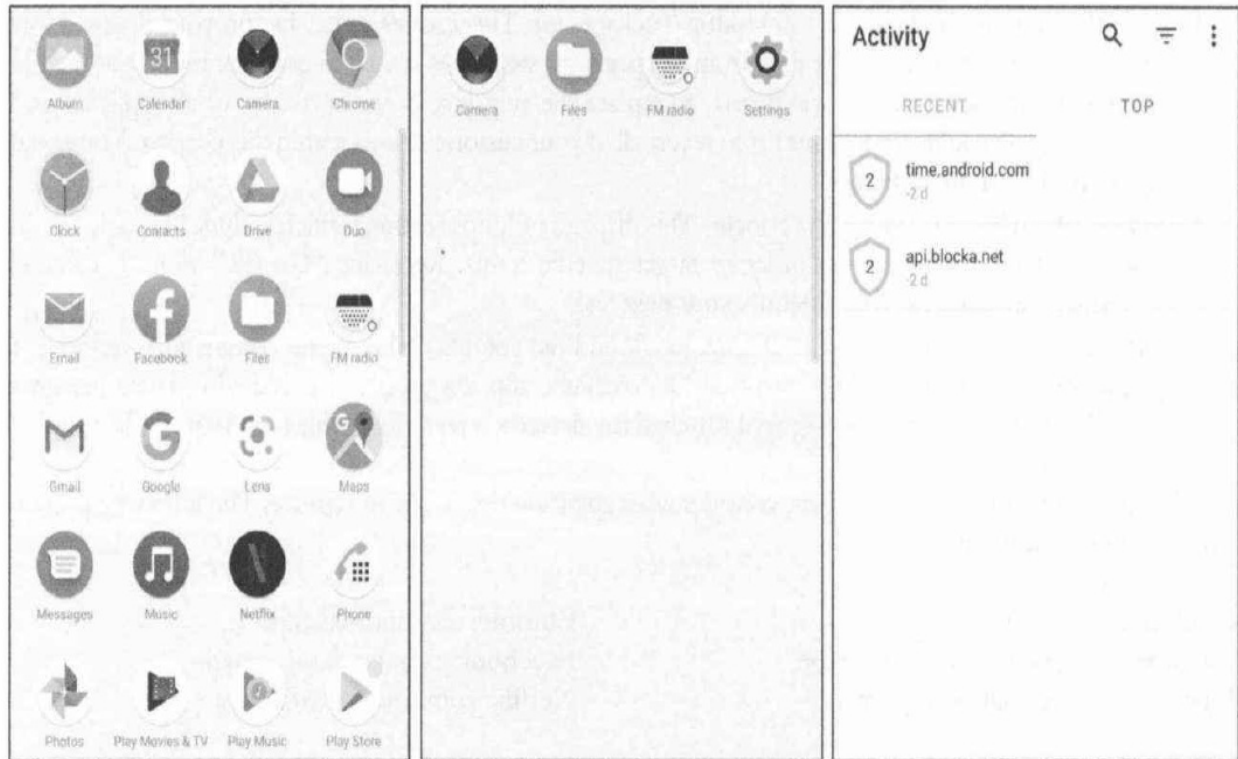 Album Calendar Camera Chrome
31
Clock Contacts Drive Duo
Email Facebook Files FM radio
Gmail Google Lens Maps
Messages Music Netflix Phone
Photos Play Movies & TV Play Music Play Store
Camera Files FM radio Settings
Activity
RECENT TOP
2 time.android.com
-2 d
2 api.blocka.net
-2 d